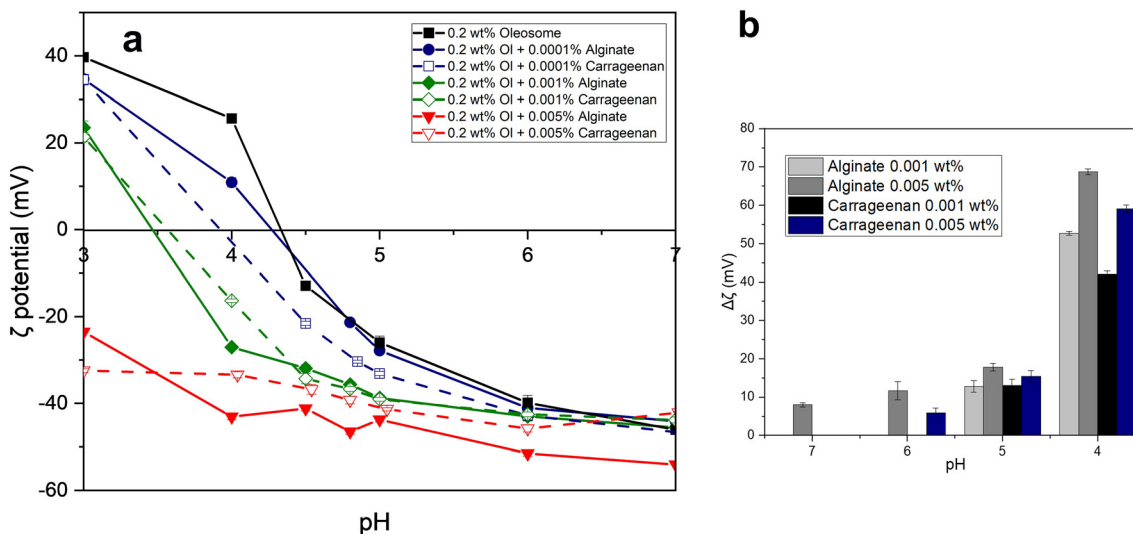 a
0.2 wt% Oleosome
0.2 wt% Ol + 0.0001% Alginate
0.2 wt% Ol + 0.0001% Carrageenan
0.2 wt% Ol + 0.001% Alginate
0.2 wt% Ol + 0.001% Carrageenan
0.2 wt% Ol + 0.005% Alginate
0.2 wt% Ol + 0.005% Carrageenan
ζ potential (mV)
40
20
0
-20
-40
-60
3 4 5 6 7
pH
b
Alginate 0.001 wt%
Alginate 0.005 wt%
Carrageenan 0.001 wt%
Carrageenan 0.005 wt%
Δζ (mV)
80
70
60
50
40
30
20
10
0
7 6 5 4
pH